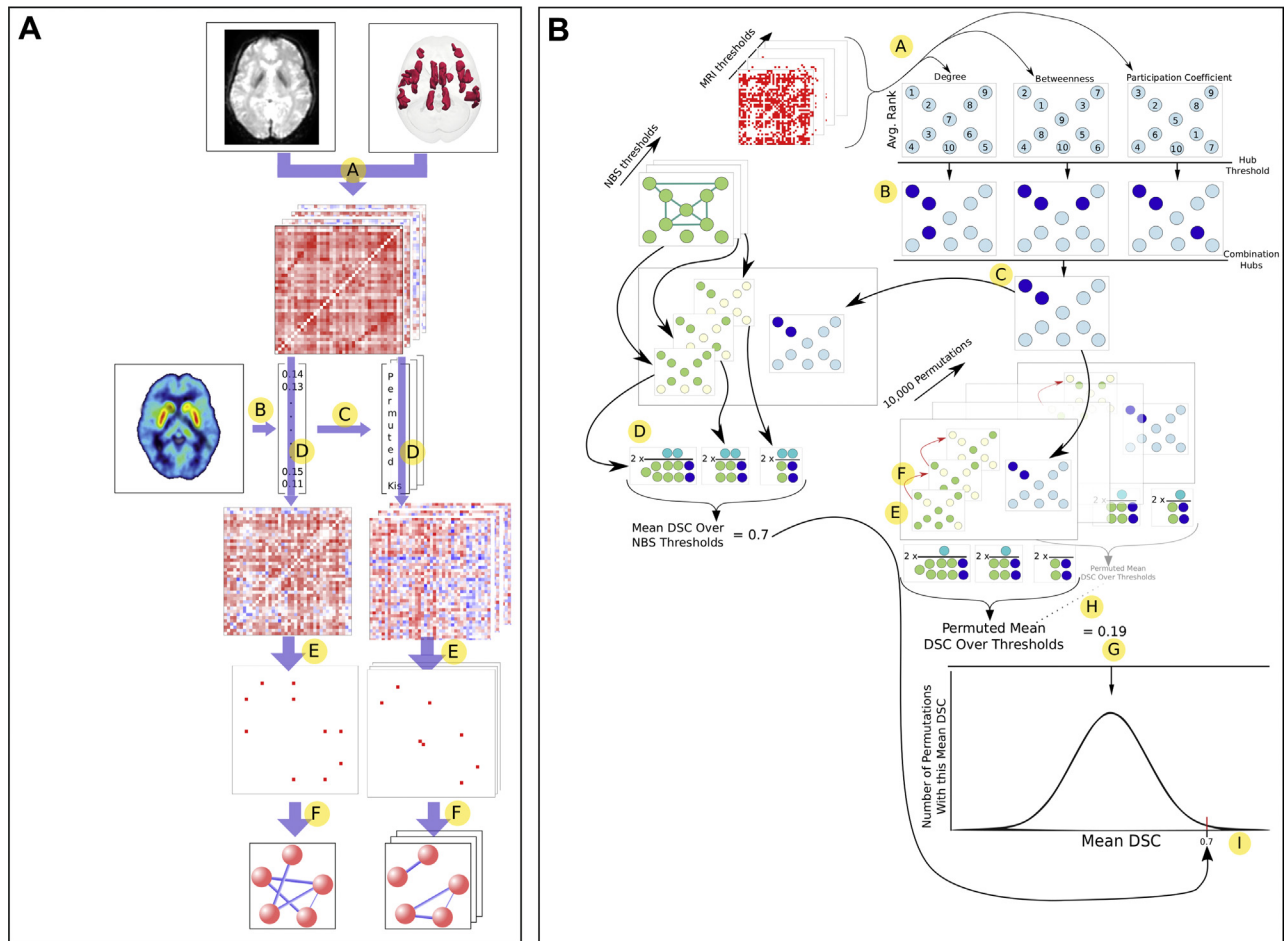 A
A
B
0.14
0.13
.
.
.
0.15
0.11
C
P
e
r
m
u
t
e
d
Kis
D
D
E
E
F
F
B
MRI thresholds
A
Degree
Betweenness
Participation Coefficient
Avg. Rank
1 9
2 8
7
3 6
4 10 5
2 7
1 3
9
8 5
4 10 6
3 9
2 8
5
6 1
4 10 7
Hub
Threshold
NBS thresholds
B
Combination
Hubs
C
10,000 Permutations
D
2 x
2 x
2 x
Mean DSC Over
NBS Thresholds = 0.7
F
E
2 x
2 x
2 x
2 x
2 x
Permuted Mean
DSC Over Thresholds
H
Permuted Mean
DSC Over Thresholds = 0.19
G
Number of Permutations
With this Mean DSC
Mean DSC
0.7
I